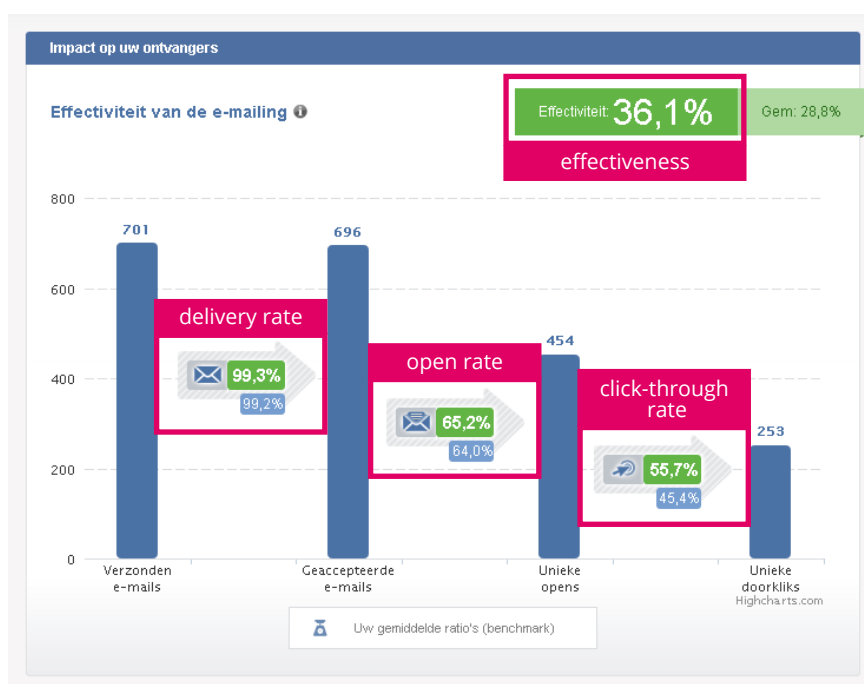 Impact op uw ontvangers
Effectiviteit van de e-mailing
Effectiviteit: 36,1%
Gem: 28,8%
effectiveness
800
600
400
200
0
701
696
454
253
delivery rate
99,3%
99,2%
open rate
65,2%
64,0%
click-through
rate
55,7%
45,4%
Verzonden
e-mails
Geaccepteerde
e-mails
Unieke
opens
Unieke
doorkliks
Highcharts.com
Uw gemiddelde ratio's (benchmark)